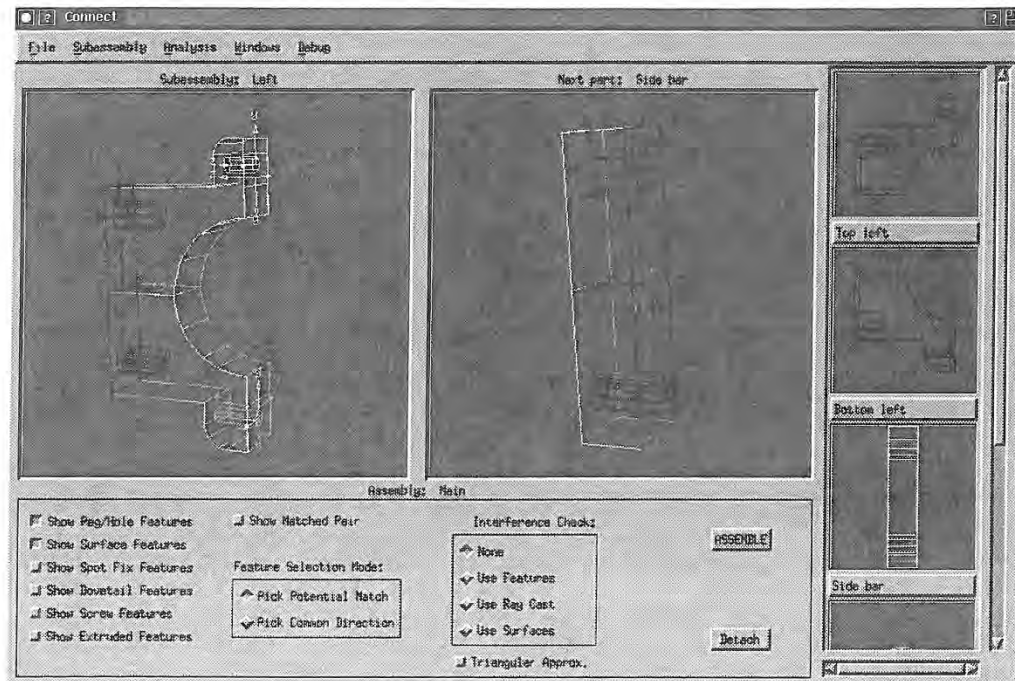 Connect
File Subassembly Analysis Windows Debug
Subassembly: Left
Next part: Side bar
Top left
Bottom left
Side bar
Assembly: Main
Show Peg/Hole Features
Show Surface Features
Show Spot Fix Features
Show Dovetail Features
Show Screw Features
Show Extruded Features
Show Matched Pair
Feature Selection Mode:
Pick Potential Match
Pick Common Direction
Interference Check:
None
Use Features
Use Ray Cast
Use Surfaces
Triangular Approx.
ASSEMBLE
Detach